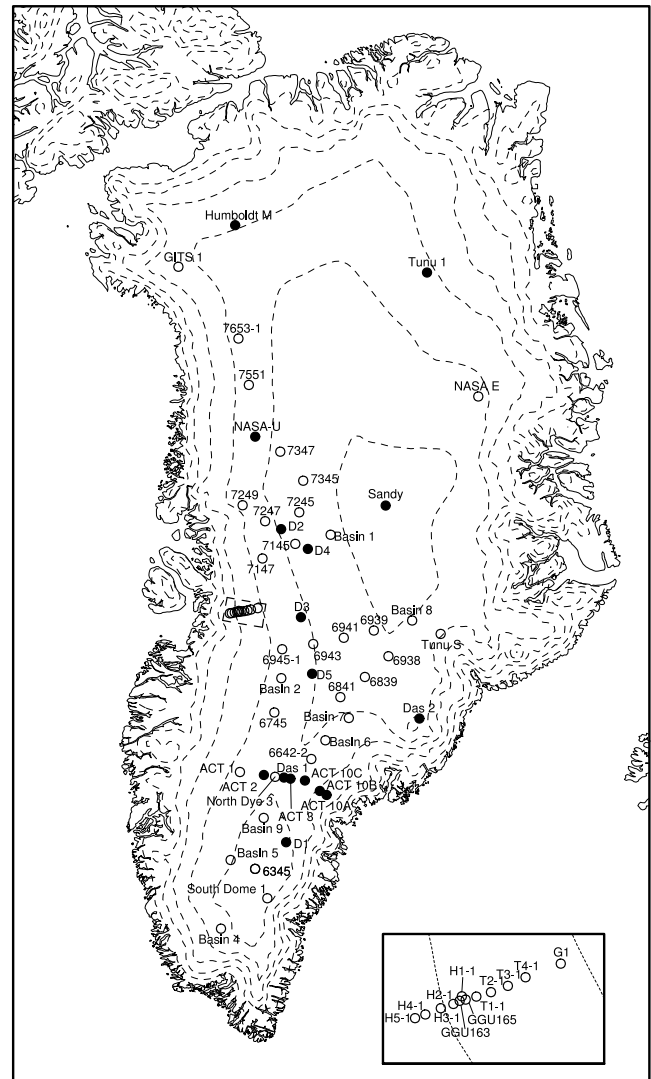 Humboldt M
GITS 1
Tunu 1
7653-1
7551
NASA E
NASA-U
7347
7345
Sandy
7249
7247
7245
D2
Basin 1
7145
D4
7147
D3
Basin 8
6939
6941
Tunu S
6943
6945-1
6938
Basin 2
D5
6839
6841
6745
Basin 7
Das 2
Basin 6
6642-2
ACT 1
Das 1
ACT 10C
ACT 2
ACT 10B
North Dye 3
ACT 10A
ACT 3
Basin 9
D1
Basin 5
6345
South Dome 1
Basin 4
G1
T4-1
H1-1
T3-1
T2-1
H2-1
H4-1
T1-1
H5-1
H3-1
GGU165
GGU163